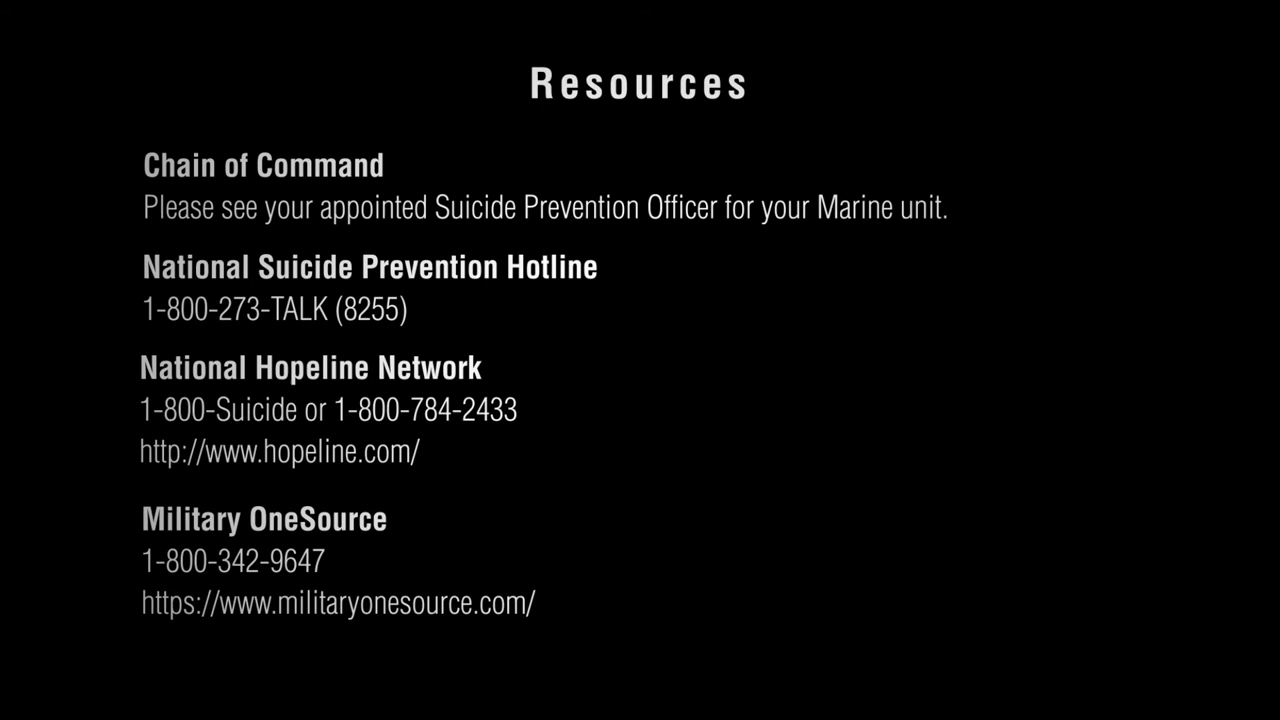 Resources
Chain of Command
Please see your appointed Suicide Prevention Officer for your Marine unit.
National Suicide Prevention Hotline
1-800-273-TALK (8255)
National Hopeline Network
1-800-Suicide or 1-800-784-2433
http://www.hopeline.com/
Military OneSource
1-800-342-9647
https://www.militaryonesource.com/